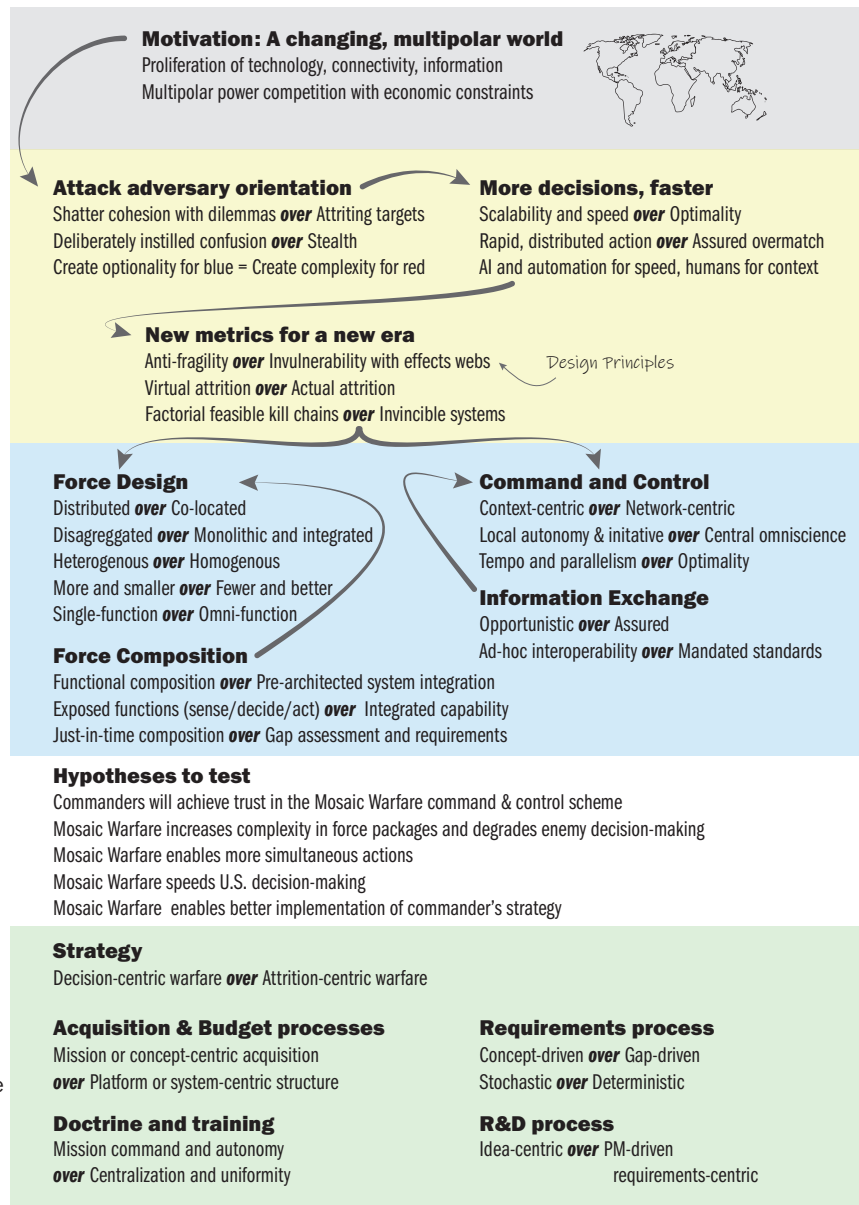 Motivation: A changing, multipolar world
Proliferation of technology, connectivity, information
Multipolar power competition with economic constraints
Attack adversary orientation
Shatter cohesion with dilemmas over Attriting targets
Deliberately instilled confusion over Stealth
Create optionality for blue = Create complexity for red
More decisions, faster
Scalability and speed over Optimality
Rapid, distributed action over Assured overmatch
AI and automation for speed, humans for context
New metrics for a new era
Anti-fragility over Invulnerability with effects webs
Virtual attrition over Actual attrition
Factorial feasible kill chains over Invincible systems
Design Principles
Force Design
Distributed over Co-located
Disagreggated over Monolithic and integrated
Heterogenous over Homogenous
More and smaller over Fewer and better
Single-function over Omni-function
Force Composition
Functional composition over Pre-architected system integration
Exposed functions (sense/decide/act) over Integrated capability
Just-in-time composition over Gap assessment and requirements
Command and Control
Context-centric over Network-centric
Local autonomy & initative over Central omniscience
Tempo and parallelism over Optimality
Information Exchange
Opportunistic over Assured
Ad-hoc interoperability over Mandated standards
Hypotheses to test
Commanders will achieve trust in the Mosaic Warfare command & control scheme
Mosaic Warfare increases complexity in force packages and degrades enemy decision-making
Mosaic Warfare enables more simultaneous actions
Mosaic Warfare speeds U.S. decision-making
Mosaic Warfare enables better implementation of commander's strategy
Strategy
Decision-centric warfare over Attrition-centric warfare
Acquisition & Budget processes
Mission or concept-centric acquisition
over Platform or system-centric structure
Requirements process
Concept-driven over Gap-driven
Stochastic over Deterministic
Doctrine and training
Mission command and autonomy
over Centralization and uniformity
R&D process
Idea-centric over PM-driven
requirements-centric